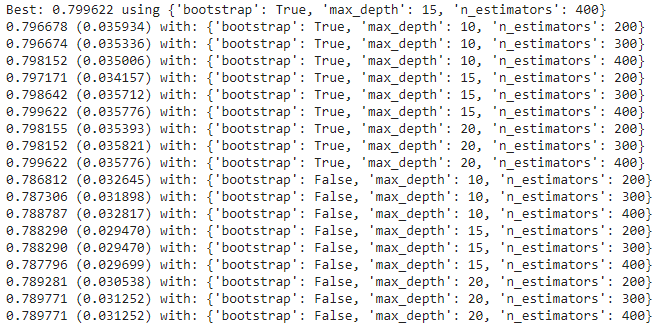 Best: 0.799622 using {'bootstrap': True, 'max_depth': 15, 'n_estimators': 400}
0.796678 (0.035934) with: {'bootstrap': True, 'max_depth': 10, 'n_estimators': 200}
0.796674 (0.035336) with: {'bootstrap': True, 'max_depth': 10, 'n_estimators': 300}
0.798152 (0.035006) with: {'bootstrap': True, 'max_depth': 10, 'n_estimators': 400}
0.797171 (0.034157) with: {'bootstrap': True, 'max_depth': 15, 'n_estimators': 200}
0.798642 (0.035712) with: {'bootstrap': True, 'max_depth': 15, 'n_estimators': 300}
0.799622 (0.035776) with: {'bootstrap': True, 'max_depth': 15, 'n_estimators': 400}
0.798155 (0.035393) with: {'bootstrap': True, 'max_depth': 20, 'n_estimators': 200}
0.798152 (0.035821) with: {'bootstrap': True, 'max_depth': 20, 'n_estimators': 300}
0.799622 (0.035776) with: {'bootstrap': True, 'max_depth': 20, 'n_estimators': 400}
0.786812 (0.032645) with: {'bootstrap': False, 'max_depth': 10, 'n_estimators': 200}
0.787306 (0.031898) with: {'bootstrap': False, 'max_depth': 10, 'n_estimators': 300}
0.788787 (0.032817) with: {'bootstrap': False, 'max_depth': 10, 'n_estimators': 400}
0.788290 (0.029470) with: {'bootstrap': False, 'max_depth': 15, 'n_estimators': 200}
0.788290 (0.029470) with: {'bootstrap': False, 'max_depth': 15, 'n_estimators': 300}
0.787796 (0.029699) with: {'bootstrap': False, 'max_depth': 15, 'n_estimators': 400}
0.789281 (0.030538) with: {'bootstrap': False, 'max_depth': 20, 'n_estimators': 200}
0.789771 (0.031252) with: {'bootstrap': False, 'max_depth': 20, 'n_estimators': 300}
0.789771 (0.031252) with: {'bootstrap': False, 'max_depth': 20, 'n_estimators': 400}